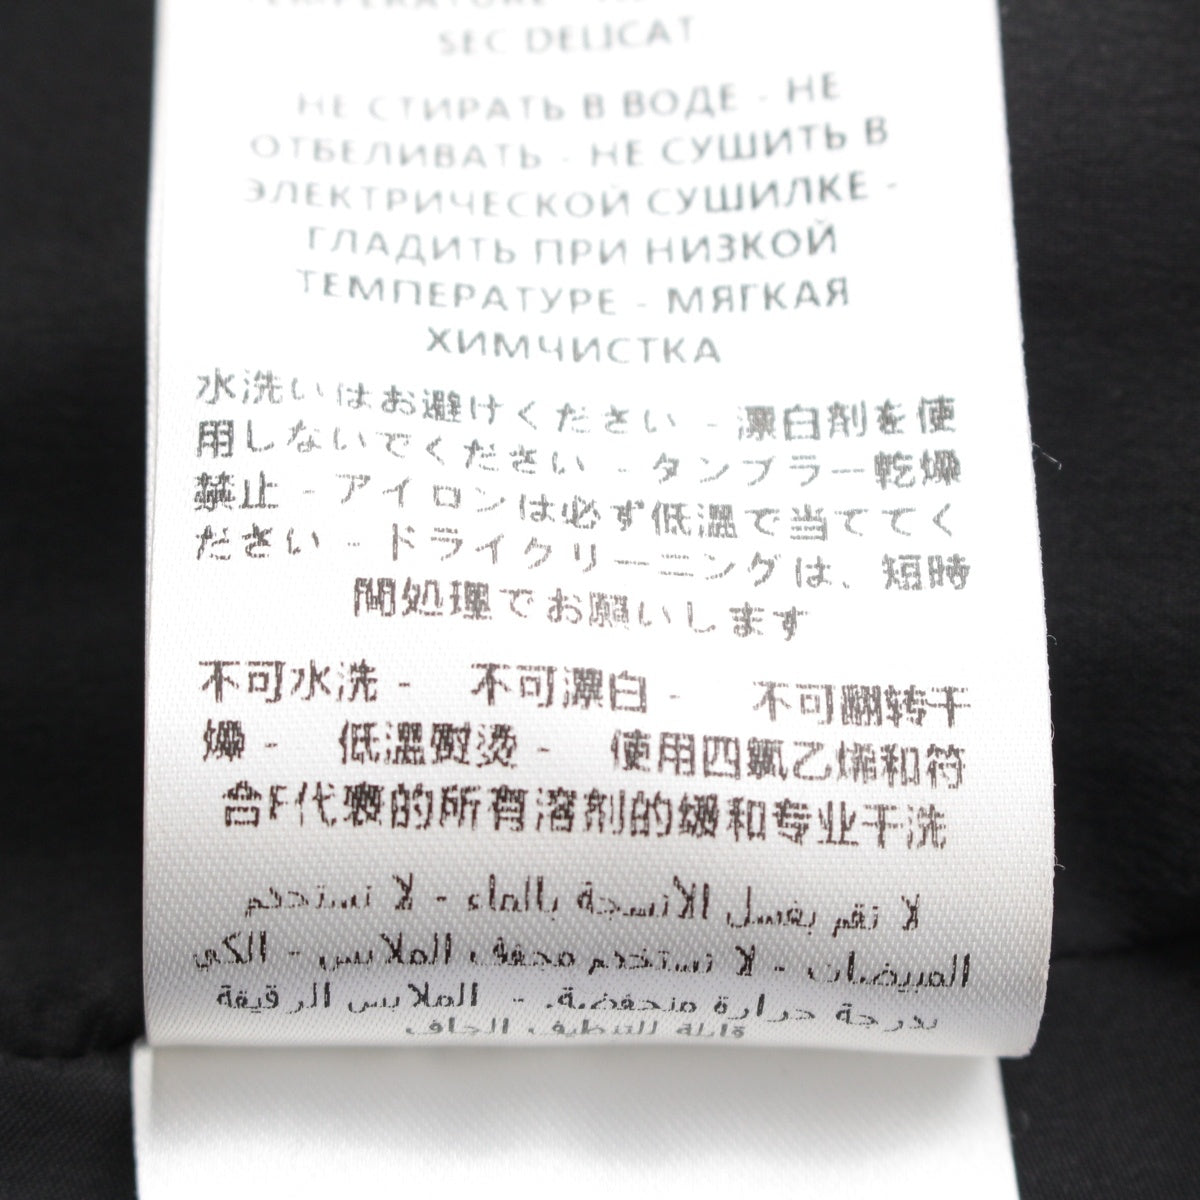 TEMPERATURE -
SEC DELICAT
НЕ СТИРАТЬ В ВОДЕ - НЕ
ОТБЕЛИВАТЬ - НЕ СУШИТЬ В
ЭЛЕКТРИЧЕСКОЙ СУШИЛКЕ -
ГЛАДИТЬ ПРИ НИЗКОЙ
ТЕМПЕРАТУРЕ - МЯГКАЯ
ХИМЧИСТКА
水洗いはお避けください - 漂白剤を使
用しないでください - タンブラー乾燥
禁止 - アイロンは必ず低温で当ててく
ださい - ドライクリーニングは、短時
間処理でお願いします
不可水洗 - 不可漂白 - 不可翻转干
燥 - 低温熨烫 - 使用四氯乙烯和符
合F代表的所有溶剂的缓和专业干洗
لا تقم بغسل الأنسجة بالماء - لا تستخدم
المبيضات - لا تستخدم مجفف الملابس - الكي
بدرجة حرارة منخفضة. - الملابس الرقيقة
قابلة للتنظيف الجاف